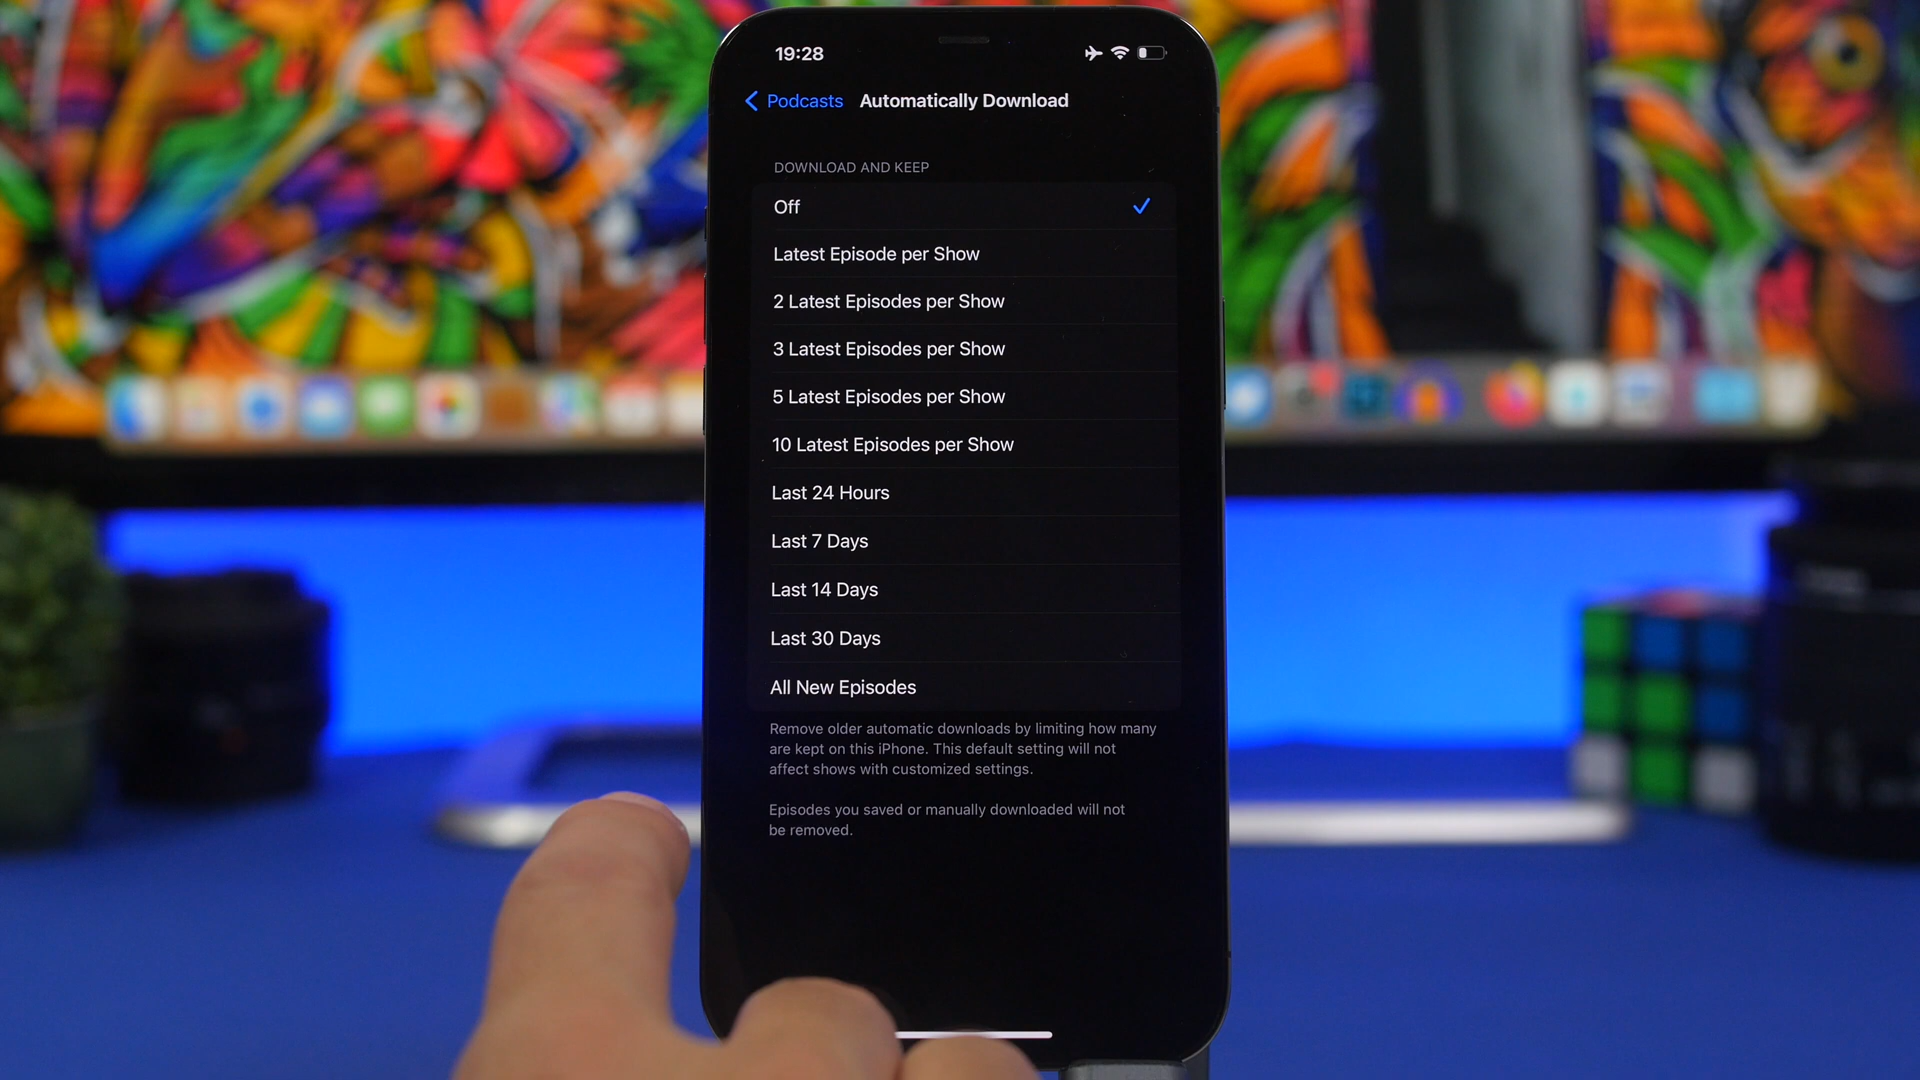 19:28
Podcasts Automatically Download
DOWNLOAD AND KEEP
Off
Latest Episode per Show
2 Latest Episodes per Show
3 Latest Episodes per Show
5 Latest Episodes per Show
10 Latest Episodes per Show
Last 24 Hours
Last 7 Days
Last 14 Days
Last 30 Days
All New Episodes
Remove older automatic downloads by limiting how many
are kept on this iPhone. This default setting will not
affect shows with customized settings.
Episodes you saved or manually downloaded will not
be removed.